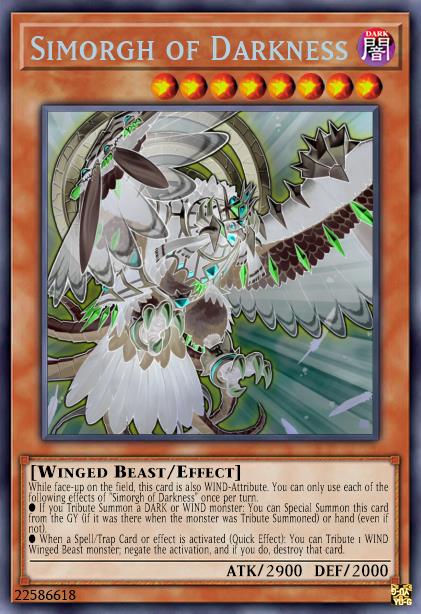 SIMORGH OF DARKNESS
DARK
闇
[WINGED BEAST/EFFECT]
While face-up on the field, this card is also WIND-Attribute. You can only use each of the
following effects of "Simorgh of Darkness" once per turn.
● If you Tribute Summon a DARK or WIND monster: You can Special Summon this card
from the GY (if it was there when the monster was Tribute Summoned) or hand (even if
not).
● When a Spell/Trap Card or effect is activated (Quick Effect): You can Tribute 1 WIND
Winged Beast monster; negate the activation, and if you do, destroy that card.
ATK/2900 DEF/2000
22586618